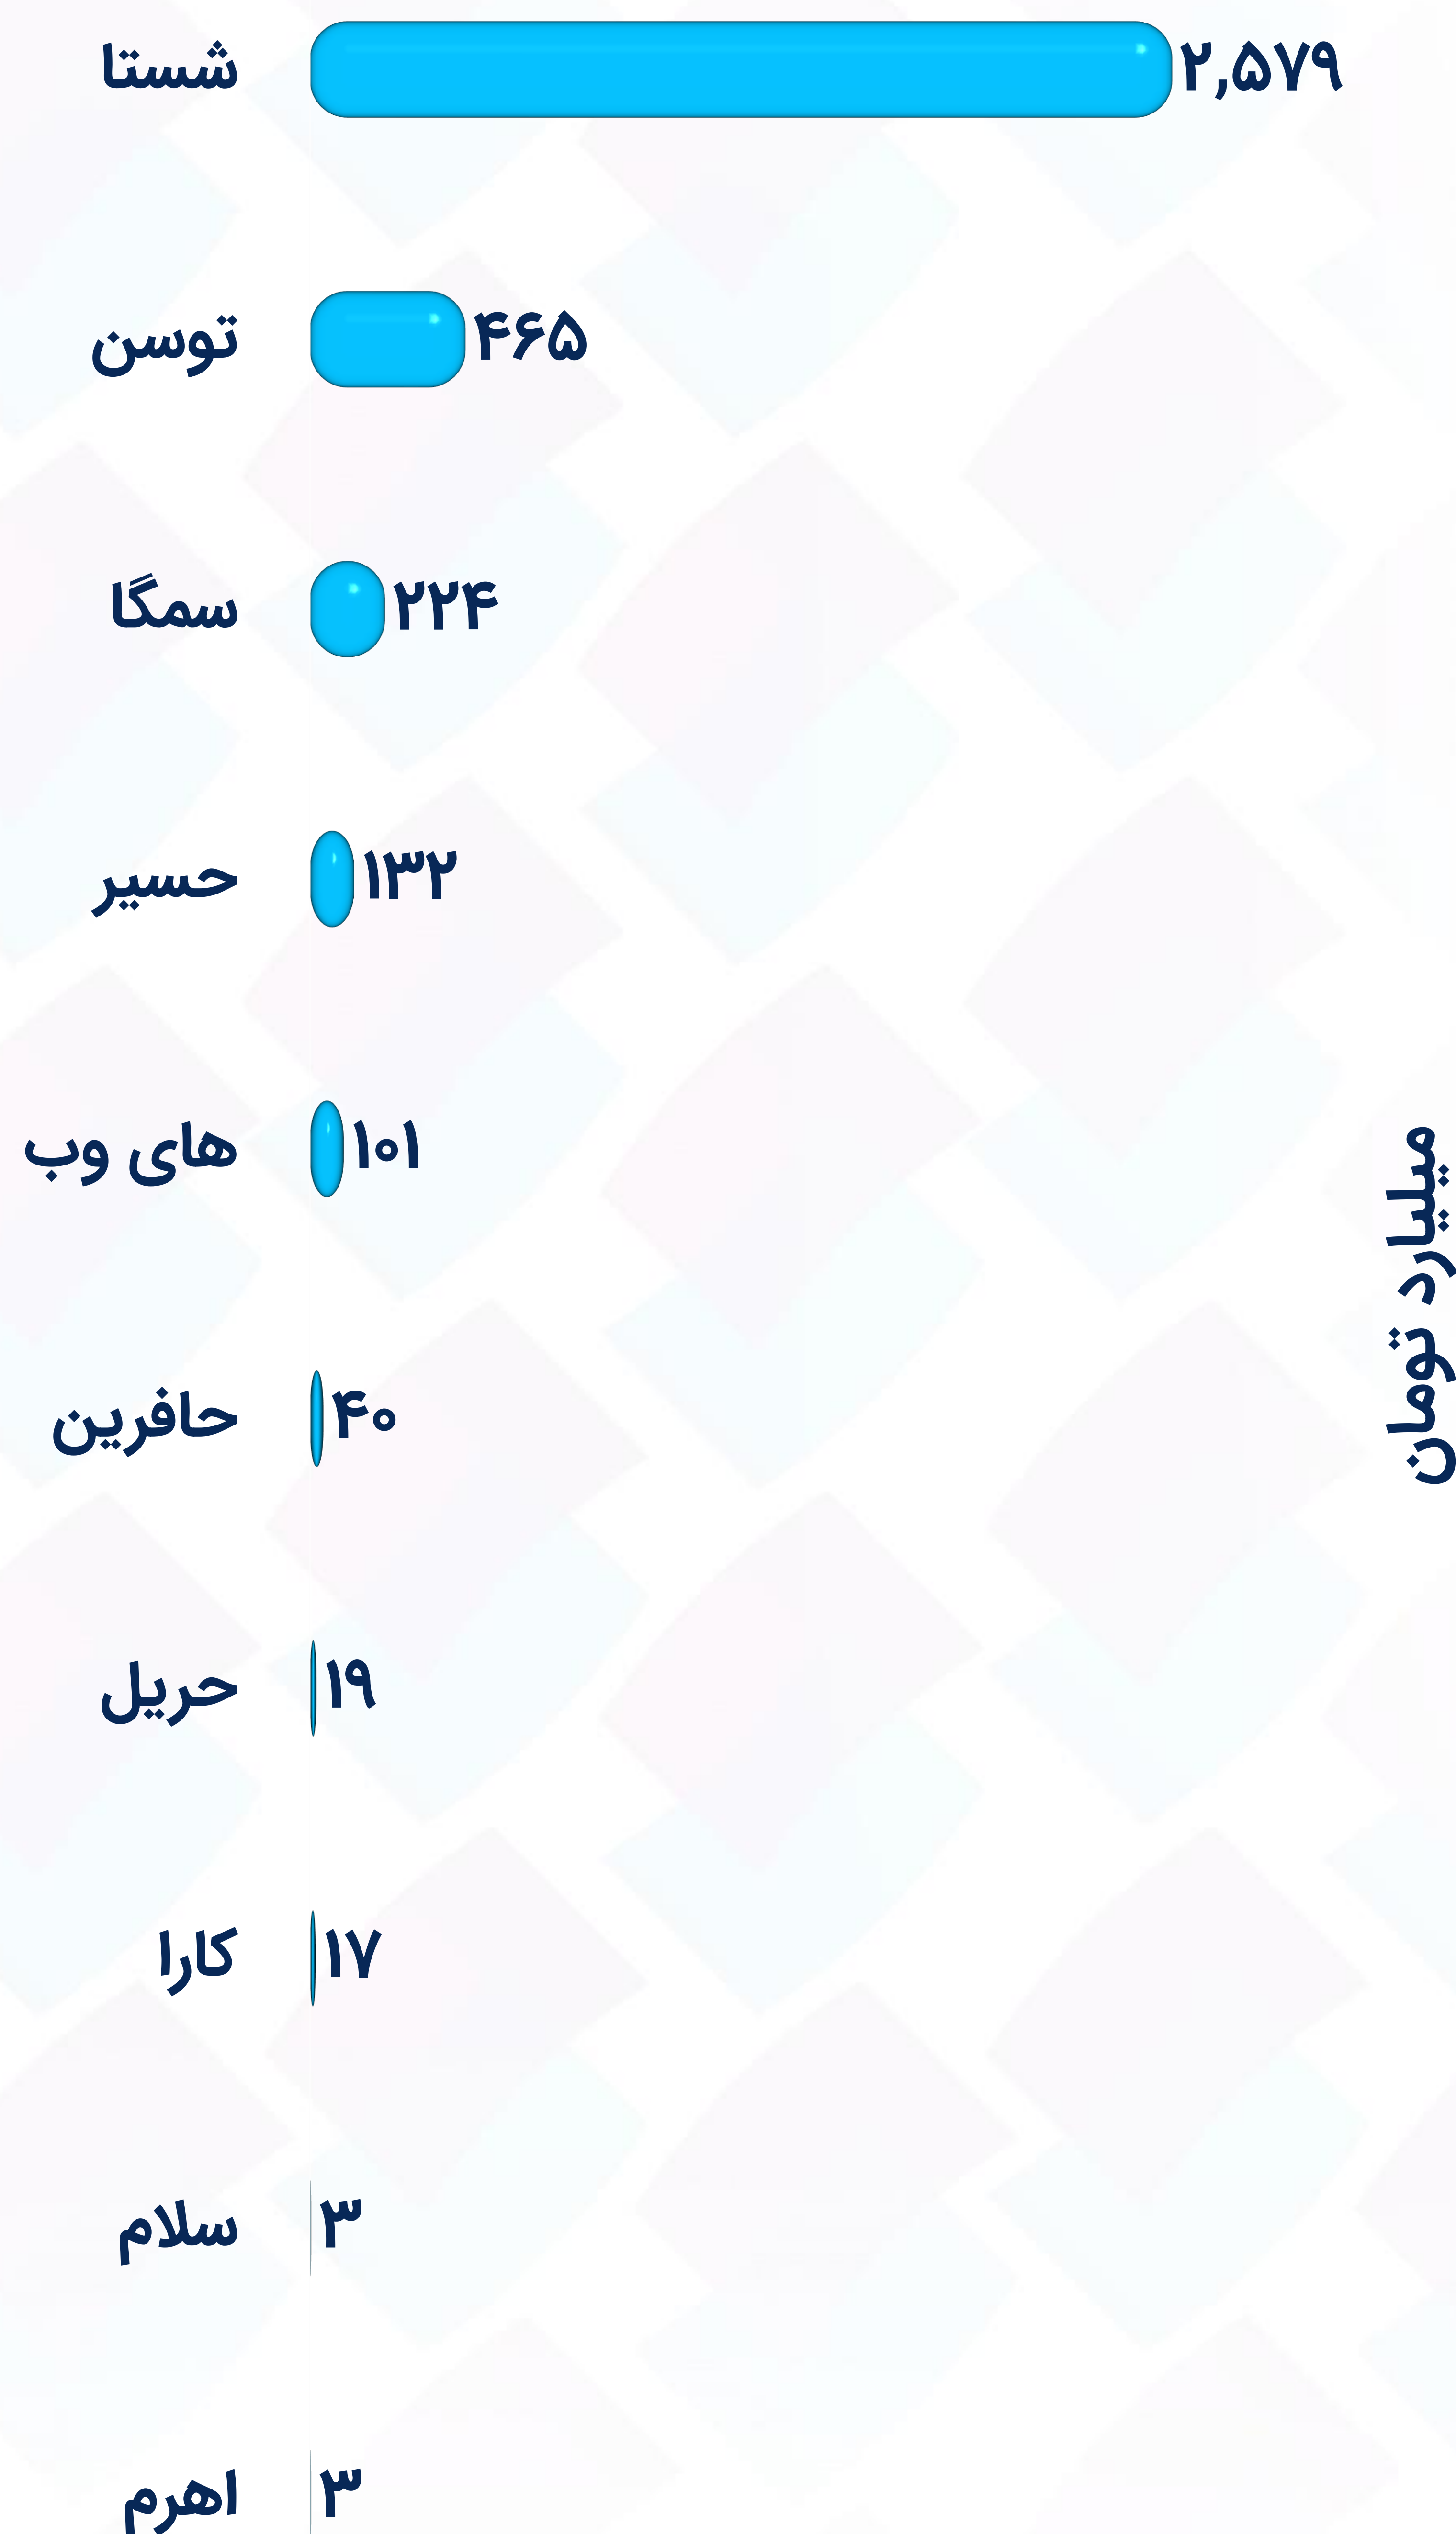 شستا ۲,۵۷۹
توسن ۴۶۵
سمگا ۲۲۴
حسیر ۱۳۲
های وب ۱۰۱
حافرین ۴۰
حریل ۱۹
کارا ۱۷
سلام ۳
اهرم ۳
میلیارد تومان